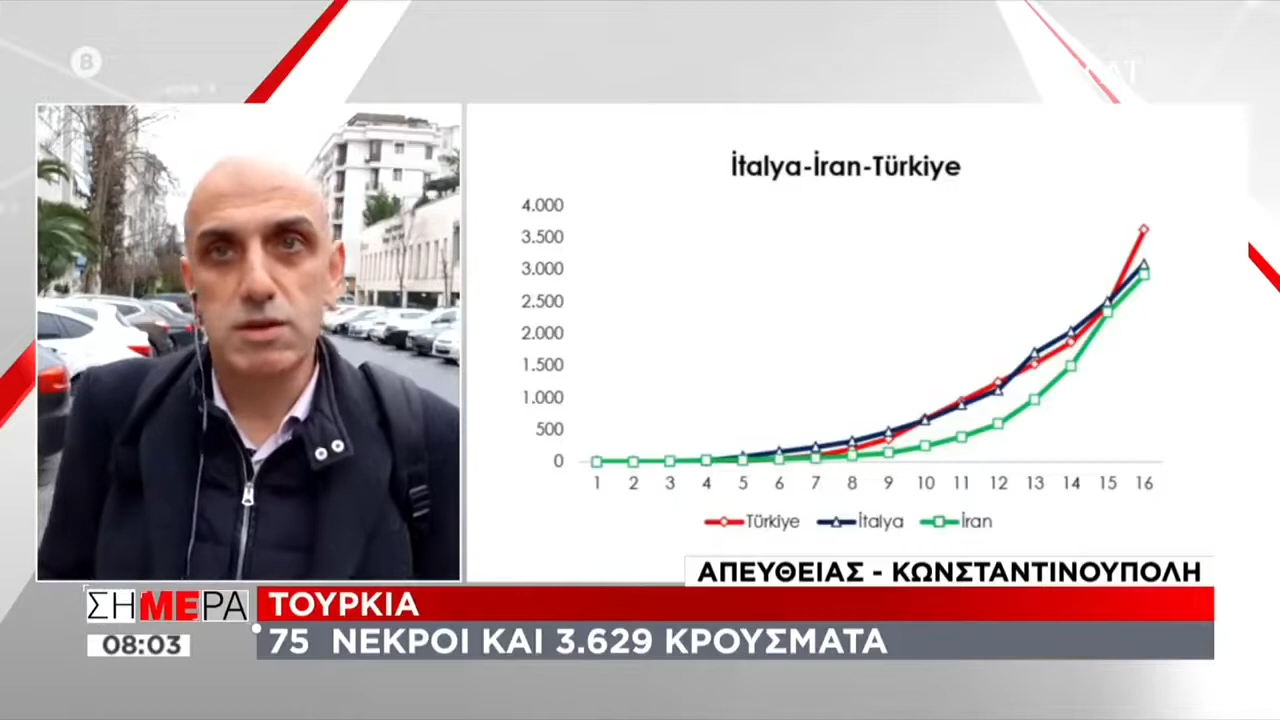 İtalya-İran-Türkiye
4.000
3.500
3.000
2.500
2.000
1.500
1.000
500
0
1 2 3 4 5 6 7 8 9 10 11 12 13 14 15 16
Türkiye İtalya İran
ΑΠΕΥΘΕΙΑΣ - ΚΩΝΣΤΑΝΤΙΝΟΥΠΟΛΗ
ΣΗΜΕΡΑ
ΤΟΥΡΚΙΑ
08:03
75 ΝΕΚΡΟΙ ΚΑΙ 3.629 ΚΡΟΥΣΜΑΤΑ